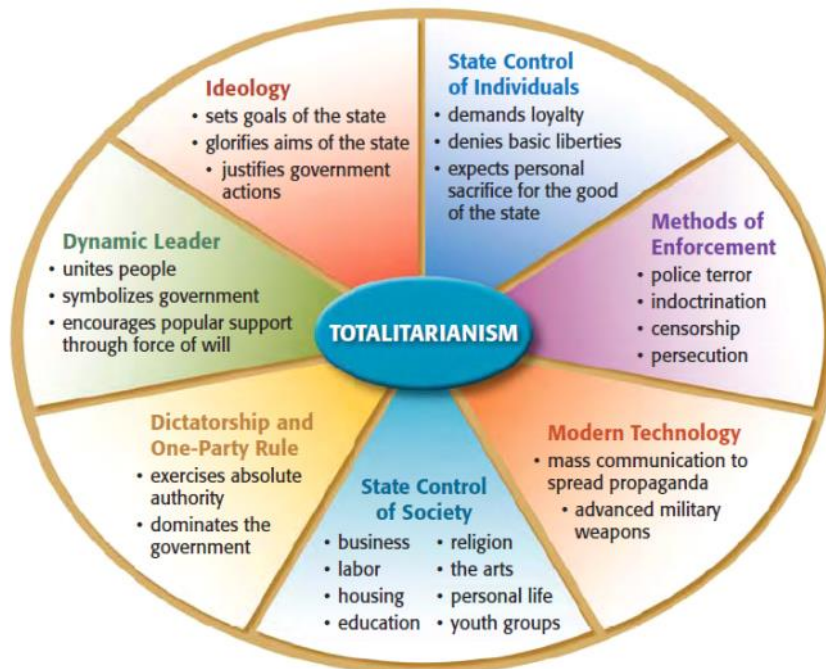 Ideology
• sets goals of the state
• glorifies aims of the state
• justifies government
actions
State Control
of Individuals
• demands loyalty
• denies basic liberties
• expects personal
sacrifice for the good
of the state
Dynamic Leader
• unites people
• symbolizes government
• encourages popular support
through force of will
Methods of
Enforcement
• police terror
• indoctrination
• censorship
• persecution
TOTALITARIANISM
Dictatorship and
One-Party Rule
• exercises absolute
authority
• dominates the
government
State Control
of Society
• business
• labor
• housing
• education
• religion
• the arts
• personal life
• youth groups
Modern Technology
• mass communication to
spread propaganda
• advanced military
weapons